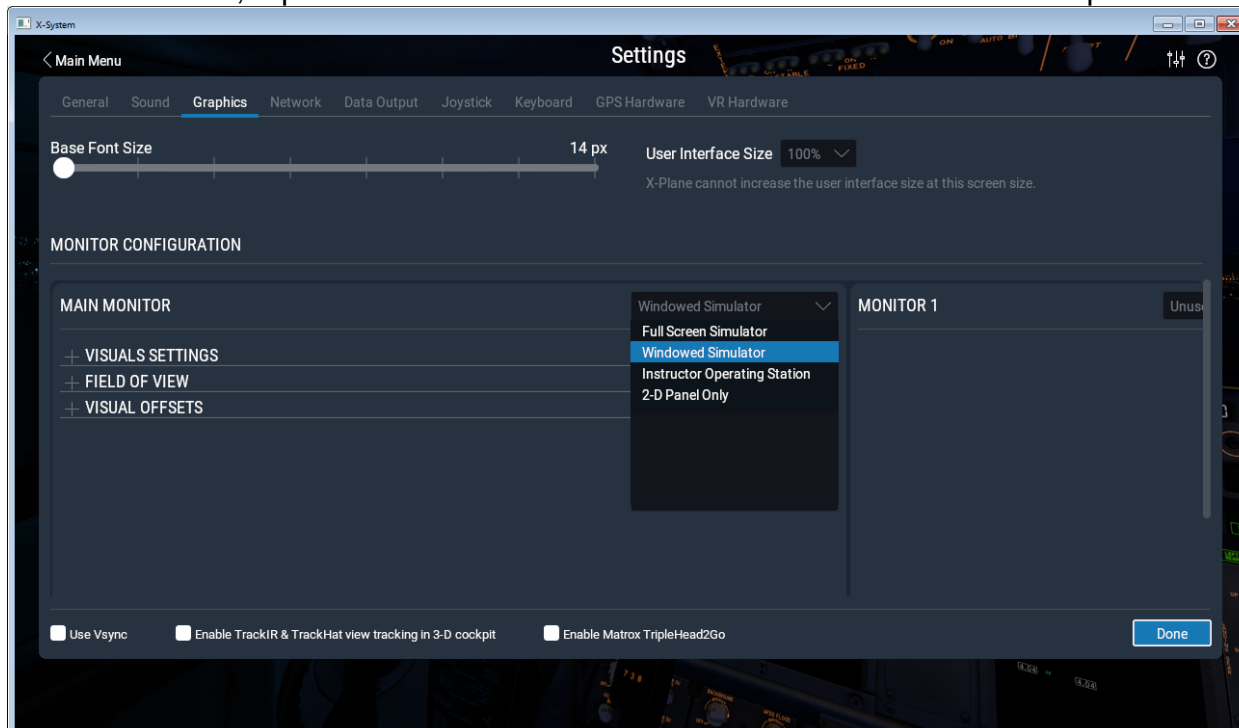 X-System
Main Menu
Settings
General Sound Graphics Network Data Output Joystick Keyboard GPS Hardware VR Hardware
Base Font Size 14 px
User Interface Size 100%
X-Plane cannot increase the user interface size at this screen size.
MONITOR CONFIGURATION
MAIN MONITOR
Windowed Simulator
Full Screen Simulator
Windowed Simulator
Instructor Operating Station
2-D Panel Only
VISUALS SETTINGS
FIELD OF VIEW
VISUAL OFFSETS
MONITOR 1
Unus
Use Vsync
Enable TrackIR & TrackHat view tracking in 3-D cockpit
Enable Matrox TripleHead2Go
Done